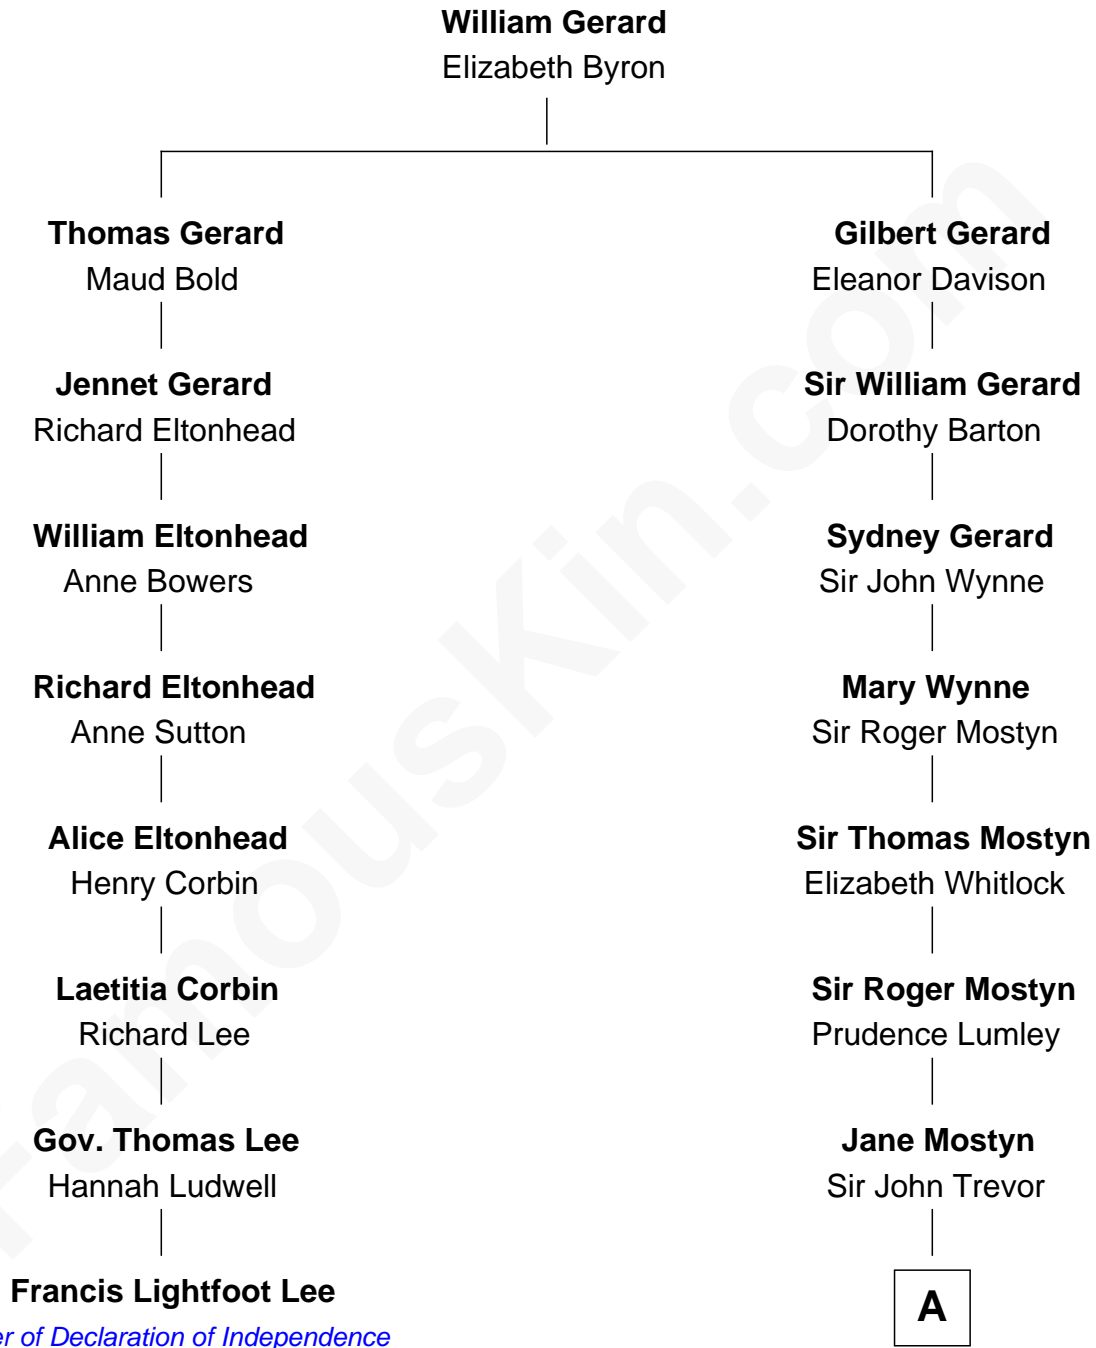 William Gerard
Elizabeth Byron
Thomas Gerard
Maud Bold
Jennet Gerard
Richard Eltonhead
William Eltonhead
Anne Bowers
Richard Eltonhead
Anne Sutton
Alice Eltonhead
Henry Corbin
Laetitia Corbin
Richard Lee
Gov. Thomas Lee
Hannah Ludwell
Francis Lightfoot Lee
er of Declaration of Independence
Gilbert Gerard
Eleanor Davison
Sir William Gerard
Dorothy Barton
Sydney Gerard
Sir John Wynne
Mary Wynne
Sir Roger Mostyn
Sir Thomas Mostyn
Elizabeth Whitlock
Sir Roger Mostyn
Prudence Lumley
Jane Mostyn
Sir John Trevor
A
FamousKin.com